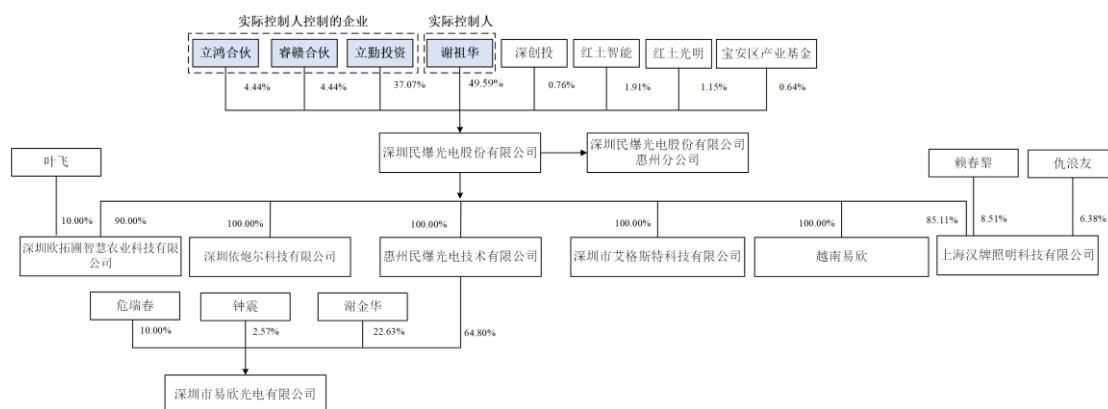 实际控制人控制的企业
实际控制人
立鸿合伙
睿赣合伙
立勤投资
谢祖华
深创投
红土智能
红土光明
宝安区产业基金
4.44%
4.44%
37.07%
49.59%
0.76%
1.91%
1.15%
0.64%
深圳民爆光电股份有限公司
深圳民爆光电股份有限公司
惠州分公司
叶飞
赖春黎
仇浪友
10.00%
90.00%
100.00%
100.00%
100.00%
100.00%
85.11%
8.51%
6.38%
深圳欧拓圃智慧农业科技有限
公司
深圳依炮尔科技有限公司
惠州民爆光电技术有限公司
深圳市艾格斯特科技有限公司
越南易欣
上海汉牌照明科技有限公司
危瑞春
钟震
谢金华
10.00%
2.57%
22.63%
64.80%
深圳市易欣光电有限公司